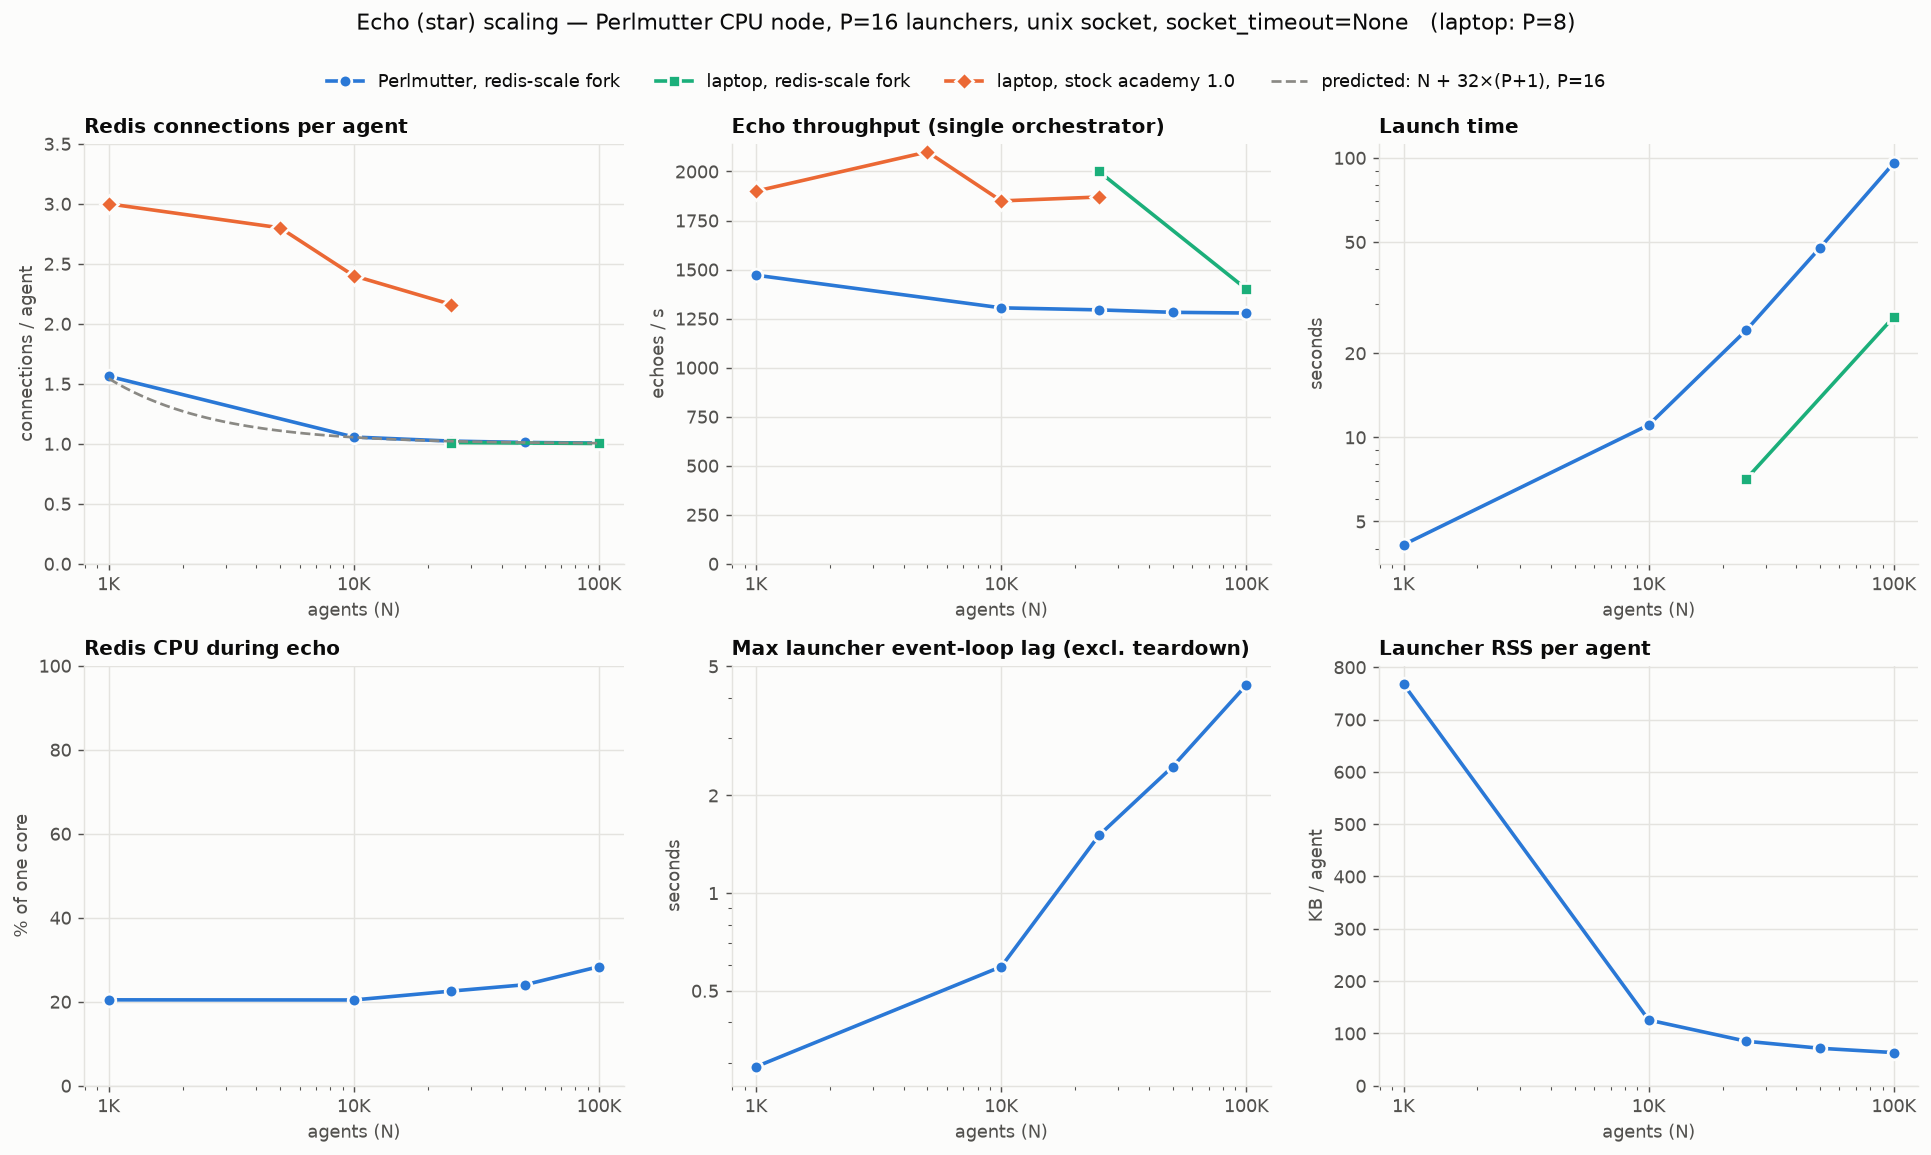 Echo (star) scaling — Perlmutter CPU node, P=16 launchers, unix socket, socket_timeout=None (laptop: P=8)
Perlmutter, redis-scale fork
laptop, redis-scale fork
laptop, stock academy 1.0
predicted: N + 32×(P+1), P=16
Redis connections per agent
3.5
3.0
2.5
2.0
1.5
1.0
0.5
0.0
connections / agent
1K
10K
100K
agents (N)
Echo throughput (single orchestrator)
2000
1750
1500
1250
1000
750
500
250
0
echoes / s
1K
10K
100K
agents (N)
Launch time
100
50
20
10
5
seconds
1K
10K
100K
agents (N)
Redis CPU during echo
100
80
60
40
20
0
% of one core
1K
10K
100K
agents (N)
Max launcher event-loop lag (excl. teardown)
5
2
1
0.5
seconds
1K
10K
100K
agents (N)
Launcher RSS per agent
800
700
600
500
400
300
200
100
0
KB / agent
1K
10K
100K
agents (N)